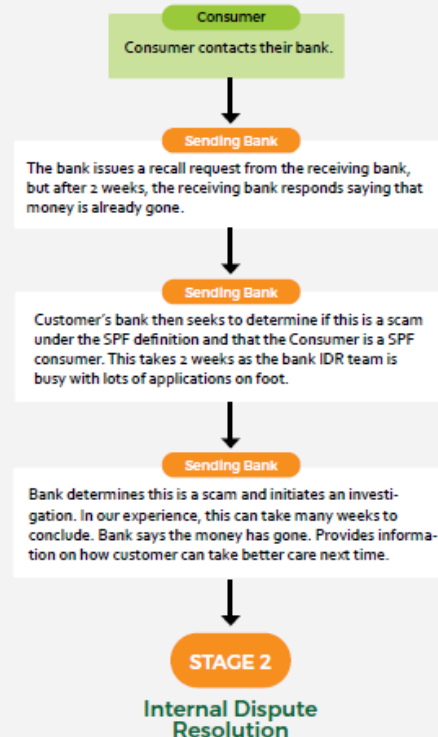 Consumer
Consumer contacts their bank.
Sending Bank
The bank issues a recall request from the receiving bank,
but after 2 weeks, the receiving bank responds saying that
money is already gone.
Sending Bank
Customer's bank then seeks to determine if this is a scam
under the SPF definition and that the Consumer is a SPF
consumer. This takes 2 weeks as the bank IDR team is
busy with lots of applications on foot.
Sending Bank
Bank determines this is a scam and initiates an investi-
gation. In our experience, this can take many weeks to
conclude. Bank says the money has gone. Provides informa-
tion on how customer can take better care next time.
STAGE 2
Internal Dispute
Resolution